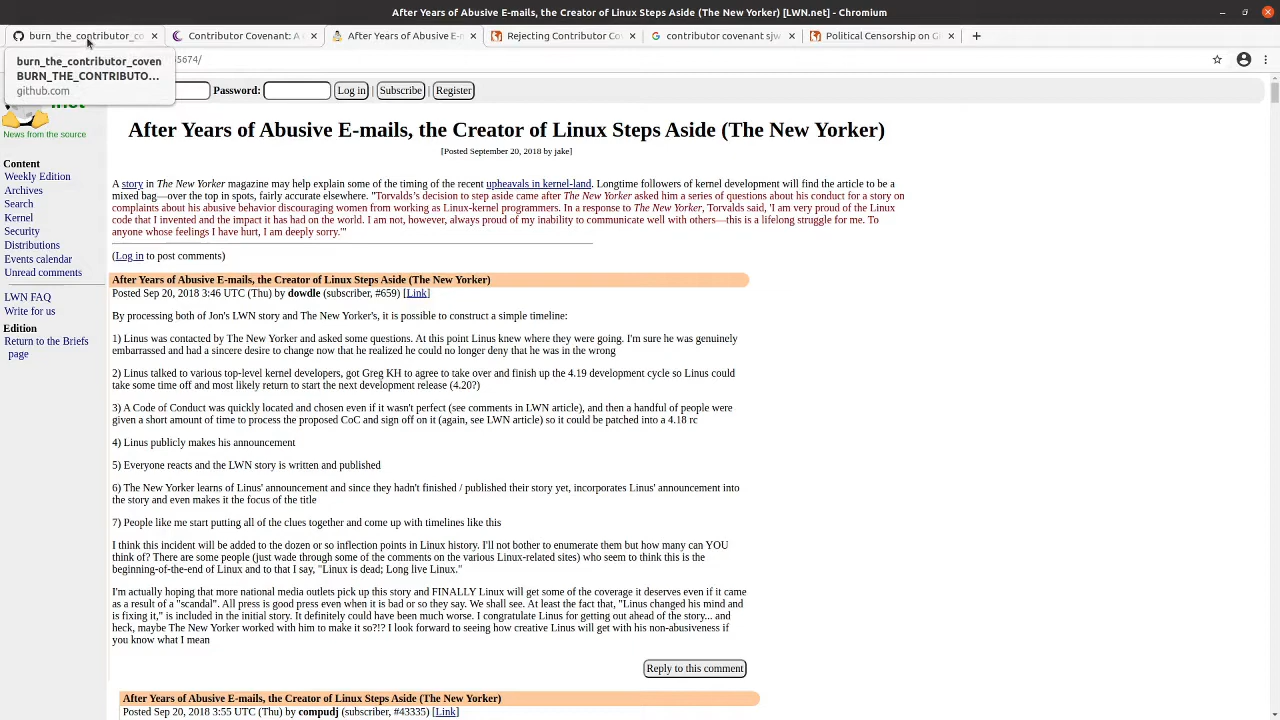 After Years of Abusive E-mails, the Creator of Linux Steps Aside (The New Yorker) [LWN.net] - Chromium
burn_the_contributor_co
Contributor Covenant: A
After Years of Abusive E-m
Rejecting Contributor Co
contributor covenant sjw
Political Censorship on Gi
5674/
burn_the_contributor_coven
BURN_THE_CONTRIBUTO...
github.com
Password:
Log in | Subscribe | Register
.net
News from the source
Content
Weekly Edition
Archives
Search
Kernel
Security
Distributions
Events calendar
Unread comments
LWN FAQ
Write for us
Edition
Return to the Briefs
page
After Years of Abusive E-mails, the Creator of Linux Steps Aside (The New Yorker)
[Posted September 20, 2018 by jake]
A story in The New Yorker magazine may help explain some of the timing of the recent upheavals in kernel-land. Longtime followers of kernel development will find the article to be a
mixed bag—over the top in spots, fairly accurate elsewhere. "Torvalds's decision to step aside came after The New Yorker asked him a series of questions about his conduct for a story on
complaints about his abusive behavior discouraging women from working as Linux-kernel programmers. In a response to The New Yorker, Torvalds said, 'I am very proud of the Linux
code that I invented and the impact it has had on the world. I am not, however, always proud of my inability to communicate well with others—this is a lifelong struggle for me. To
anyone whose feelings I have hurt, I am deeply sorry.'"
(Log in to post comments)
After Years of Abusive E-mails, the Creator of Linux Steps Aside (The New Yorker)
Posted Sep 20, 2018 3:46 UTC (Thu) by dowdle (subscriber, #659) [Link]
By processing both of Jon's LWN story and The New Yorker's, it is possible to construct a simple timeline:
1) Linus was contacted by The New Yorker and asked some questions. At this point Linus knew where they were going. I'm sure he was genuinely
embarrassed and had a sincere desire to change now that he realized he could no longer deny that he was in the wrong
2) Linus talked to various top-level kernel developers, got Greg KH to agree to take over and finish up the 4.19 development cycle so Linus could
take some time off and most likely return to start the next development release (4.20?)
3) A Code of Conduct was quickly located and chosen even if it wasn't perfect (see comments in LWN article), and then a handful of people were
given a short amount of time to process the proposed CoC and sign off on it (again, see LWN article) so it could be patched into a 4.18 rc
4) Linus publicly makes his announcement
5) Everyone reacts and the LWN story is written and published
6) The New Yorker learns of Linus' announcement and since they hadn't finished / published their story yet, incorporates Linus' announcement into
the story and even makes it the focus of the title
7) People like me start putting all of the clues together and come up with timelines like this
I think this incident will be added to the dozen or so inflection points in Linux history. I'll not bother to enumerate them but how many can YOU
think of? There are some people (just wade through some of the comments on the various Linux-related sites) who seem to think this is the
beginning-of-the-end of Linux and to that I say, "Linux is dead; Long live Linux."
I'm actually hoping that more national media outlets pick up this story and FINALLY Linux will get some of the coverage it deserves even if it came
as a result of a "scandal". All press is good press even when it is bad or so they say. We shall see. At least the fact that, "Linus changed his mind and
is fixing it," is included in the initial story. It definitely could have been much worse. I congratulate Linus for getting out ahead of the story... and
heck, maybe The New Yorker worked with him to make it so?!? I look forward to seeing how creative Linus will get with his non-abusiveness if
you know what I mean
Reply to this comment
After Years of Abusive E-mails, the Creator of Linux Steps Aside (The New Yorker)
Posted Sep 20, 2018 3:55 UTC (Thu) by compudj (subscriber, #43335) [Link]